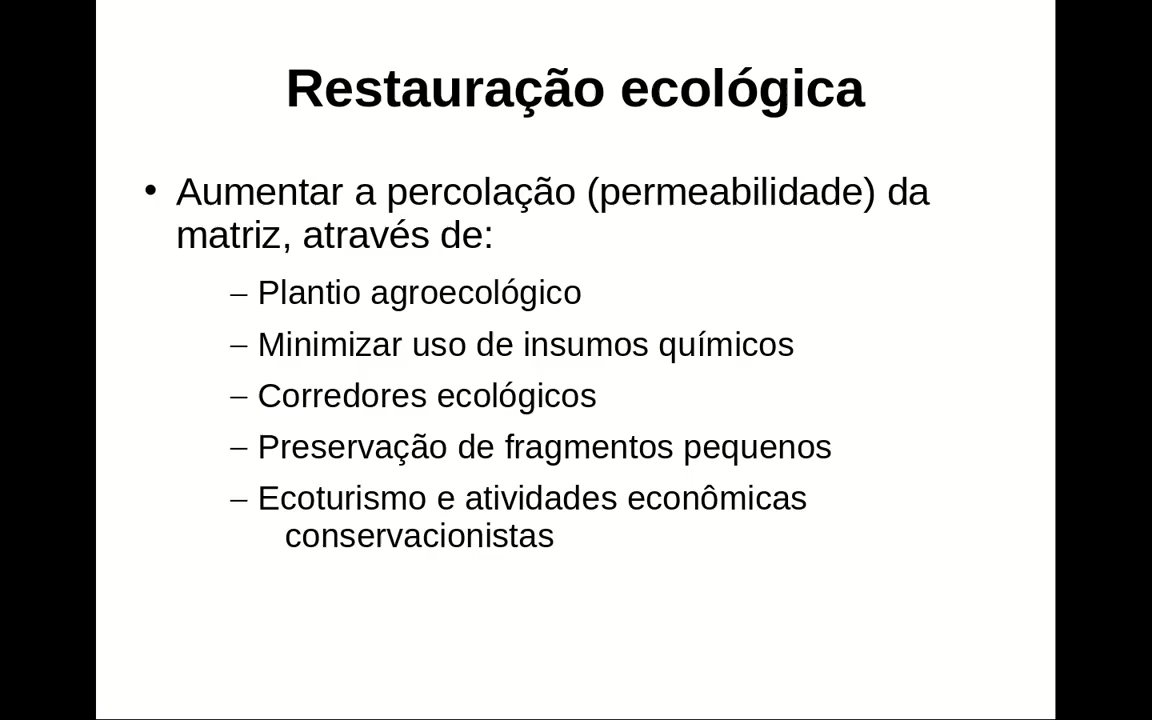 Restauração ecológica
• Aumentar a percolação (permeabilidade) da
matriz, através de:
– Plantio agroecológico
– Minimizar uso de insumos químicos
– Corredores ecológicos
– Preservação de fragmentos pequenos
– Ecoturismo e atividades econômicas
conservacionistas